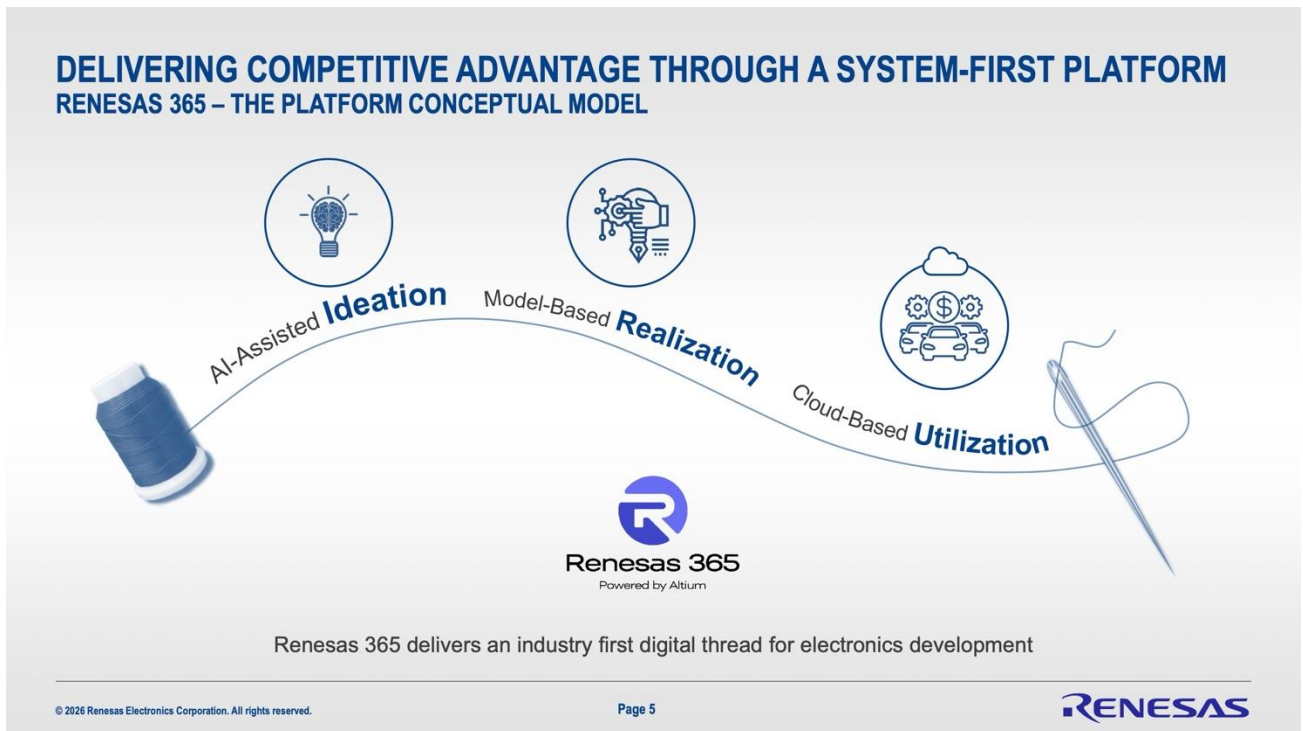 DELIVERING COMPETITIVE ADVANTAGE THROUGH A SYSTEM-FIRST PLATFORM
RENESAS 365 – THE PLATFORM CONCEPTUAL MODEL
AI-Assisted Ideation
Model-Based Realization
$
Cloud-Based Utilization
R
Renesas 365
Powered by Altium
Renesas 365 delivers an industry first digital thread for electronics development
© 2026 Renesas Electronics Corporation. All rights reserved.
Page 5
RENESAS